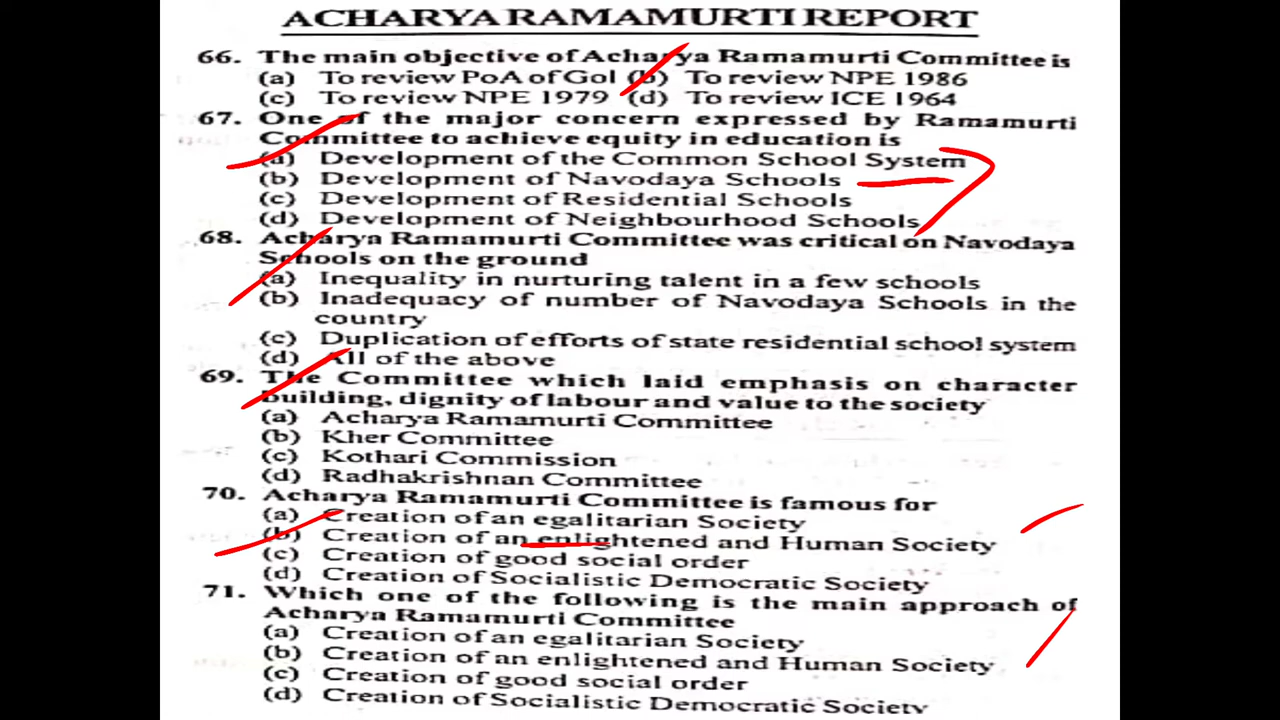 ACHARYA RAMAMURTI REPORT
66. The main objective of Acharya Ramamurti Committee is
(a) To review PoA of GoI (b) To review NPE 1986
(c) To review NPE 1979 (d) To review ICE 1964
67. One of the major concern expressed by Ramamurti
Committee to achieve equity in education is
(a) Development of the Common School System
(b) Development of Navodaya Schools
(c) Development of Residential Schools
(d) Development of Neighbourhood Schools
68. Acharya Ramamurti Committee was critical on Navodaya
Schools on the ground
(a) Inequality in nurturing talent in a few schools
(b) Inadequacy of number of Navodaya Schools in the
country
(c) Duplication of efforts of state residential school system
(d) All of the above
69. The Committee which laid emphasis on character
building, dignity of labour and value to the society
(a) Acharya Ramamurti Committee
(b) Kher Committee
(c) Kothari Commission
(d) Radhakrishnan Committee
70. Acharya Ramamurti Committee is famous for
(a) Creation of an egalitarian Society
(b) Creation of an enlightened and Human Society
(c) Creation of good social order
(d) Creation of Socialistic Democratic Society
71. Which one of the following is the main approach of
Acharya Ramamurti Committee
(a) Creation of an egalitarian Society
(b) Creation of an enlightened and Human Society
(c) Creation of good social order
(d) Creation of Socialistic Democratic Society